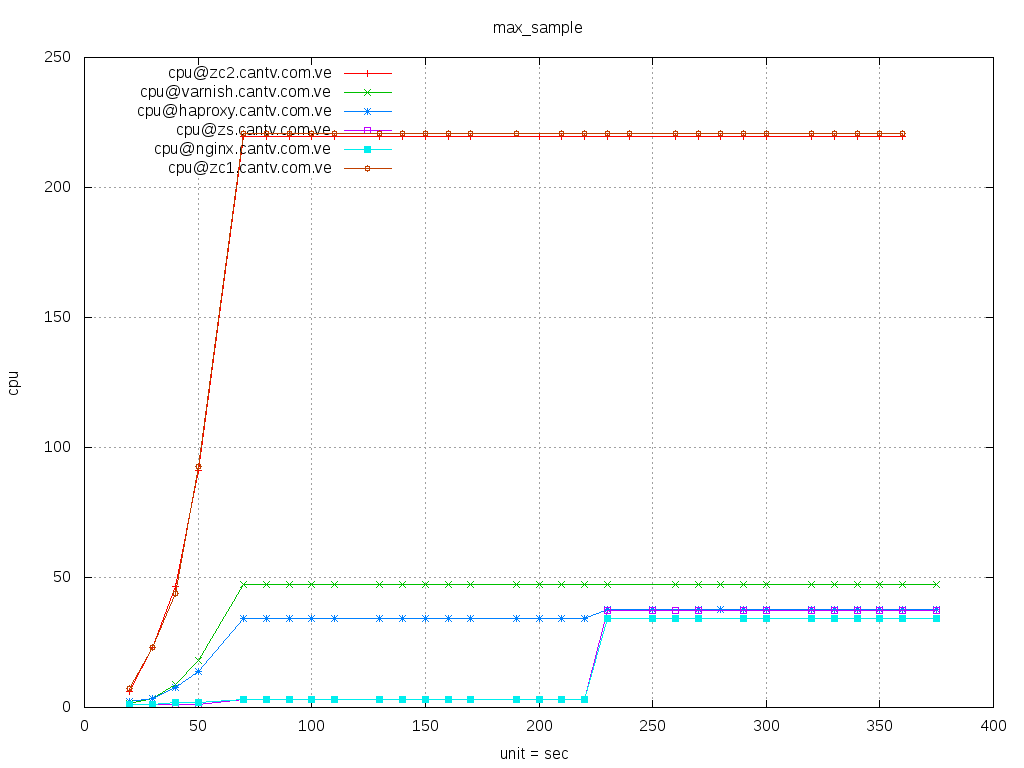 max_sample
250
200
150
100
50
0
cpu
cpu@zc2.cantv.com.ve
cpu@varnish.cantv.com.ve
cpu@haproxy.cantv.com.ve
cpu@zs.cantv.com.ve
cpu@nginx.cantv.com.ve
cpu@zc1.cantv.com.ve
0 50 100 150 200 250 300 350 400
unit = sec